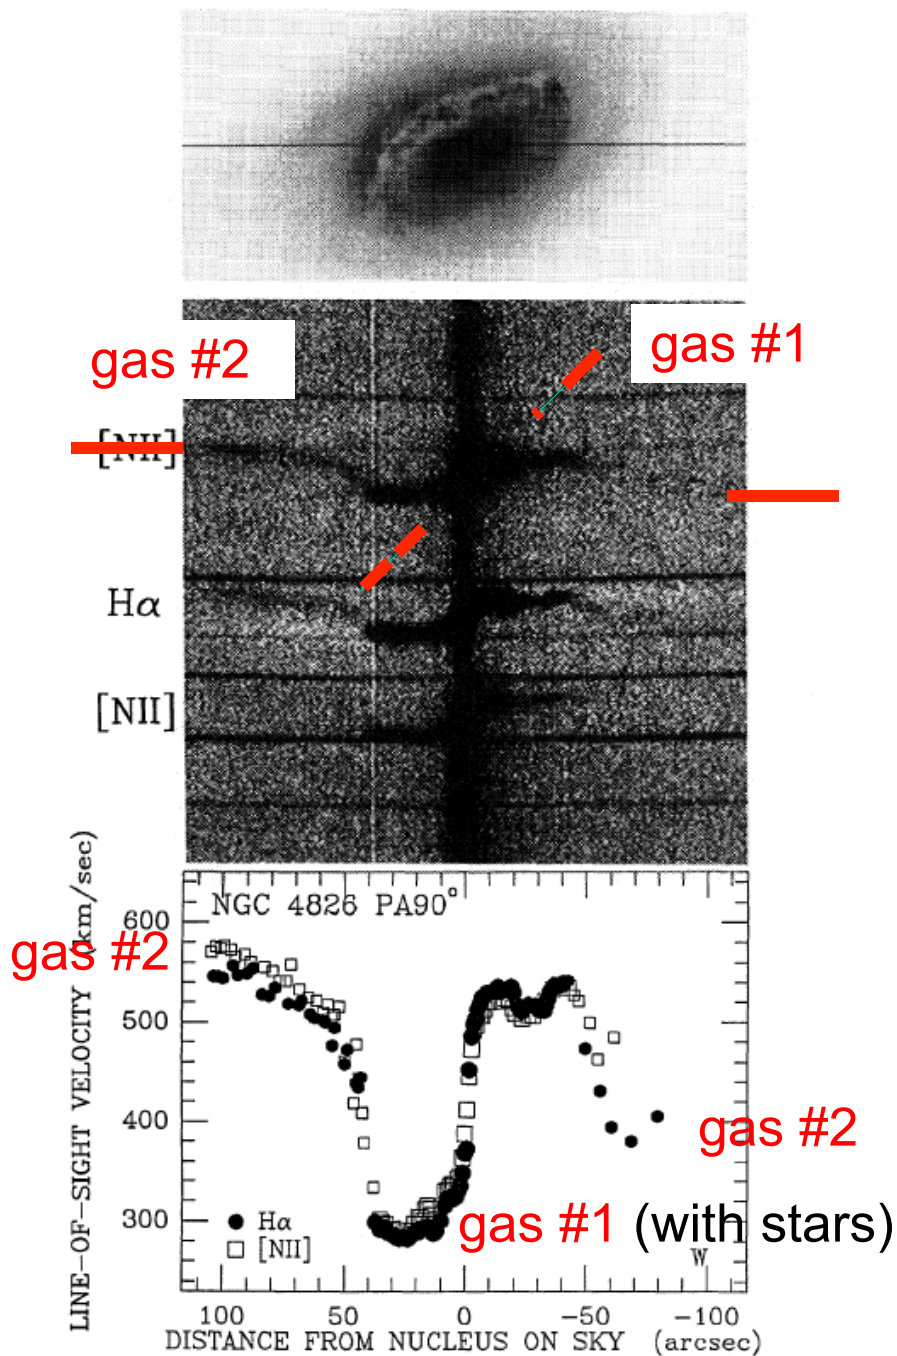 gas #2
gas #1
[NII]
Hα
[NII]
NGC 4826 PA90°
LINE-OF-SIGHT VELOCITY (km/sec)
600
500
400
300
gas #2
gas #2
gas #1 (with stars)
Hα
[NII]
W
100
50
0
-50
-100
DISTANCE FROM NUCLEUS ON SKY (arcsec)